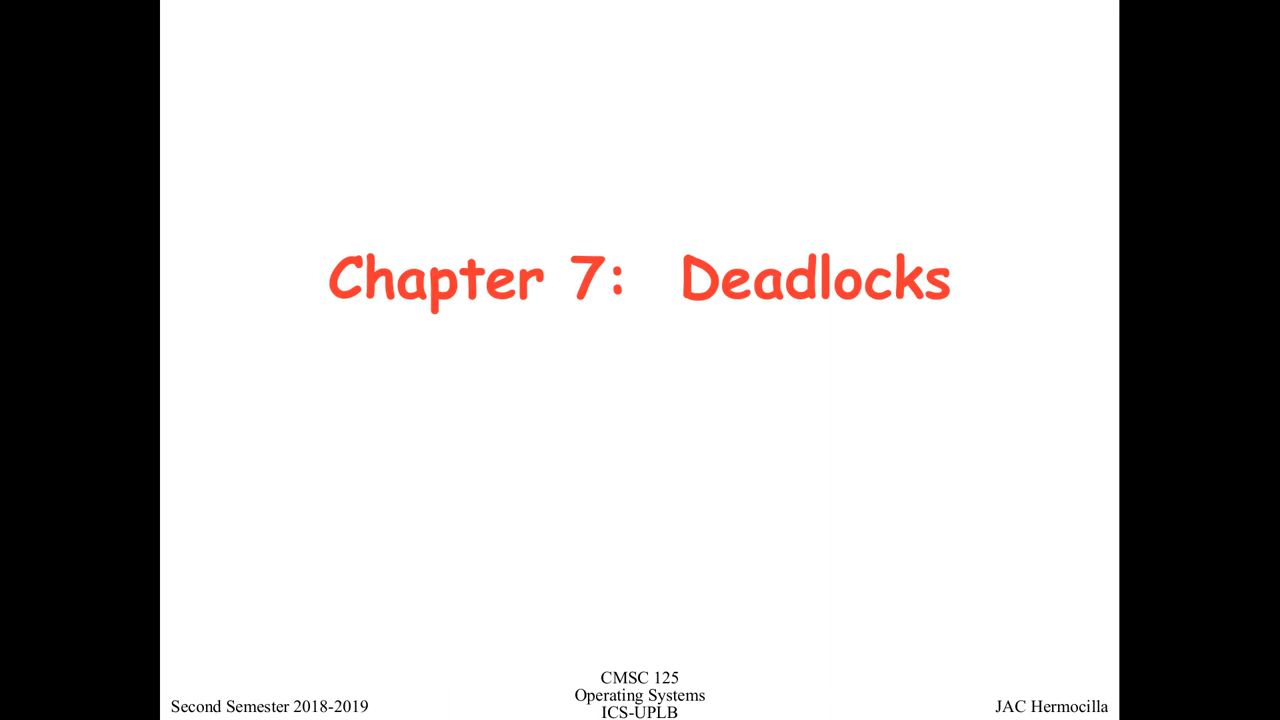 Chapter 7: Deadlocks
CMSC 125
Operating Systems
ICS-UPLB
Second Semester 2018-2019
JAC Hermocilla